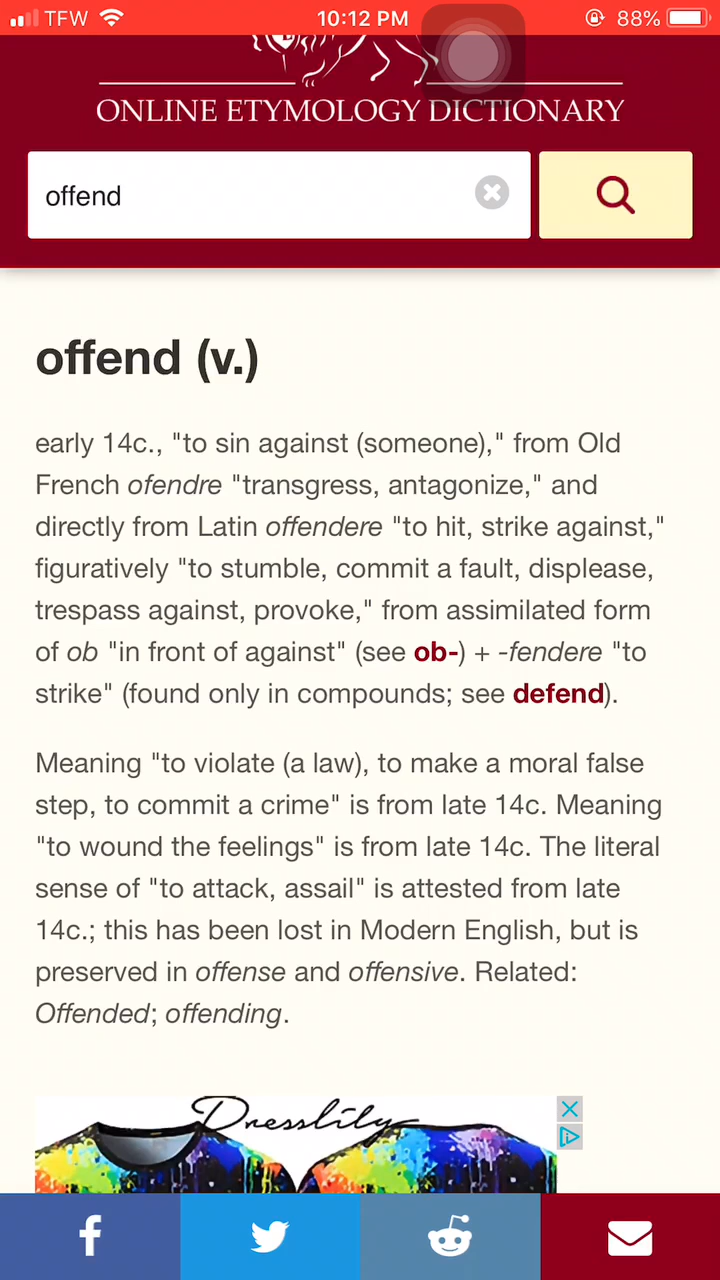 TFW 10:12 PM 88%
ONLINE ETYMOLOGY DICTIONARY
offend
offend (v.)
early 14c., "to sin against (someone)," from Old
French ofendre "transgress, antagonize," and
directly from Latin offendere "to hit, strike against,"
figuratively "to stumble, commit a fault, displease,
trespass against, provoke," from assimilated form
of ob "in front of against" (see ob-) + -fendere "to
strike" (found only in compounds; see defend).
Meaning "to violate (a law), to make a moral false
step, to commit a crime" is from late 14c. Meaning
"to wound the feelings" is from late 14c. The literal
sense of "to attack, assail" is attested from late
14c.; this has been lost in Modern English, but is
preserved in offense and offensive. Related:
Offended; offending.
Dresslily